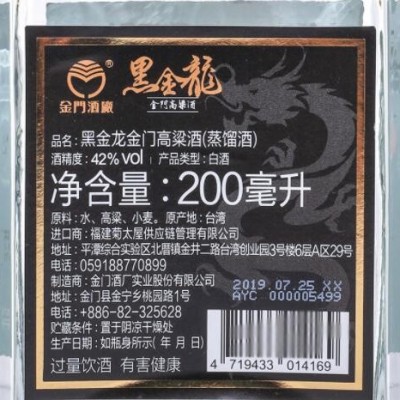 金門酒廠
黑金龍
金門高粱酒
品名：黑金龙金门高粱酒(蒸馏酒)
酒精度：42%vol 产品类型：白酒
净含量：200毫升
原料：水、高粱、小麦。原产地：台湾
进口商：福建菊太屋供应链管理有限公司
地址：平潭综合实验区北厝镇金井二路台湾创业园3号楼6层A区29号
电话：059188770899
制造商：金门酒厂实业股份有限公司
地址：金门县金宁乡桃园路1号
电话：+886-82-325628
贮藏条件：置于阴凉干燥处
生产日期：如瓶身所示(年 月 日)
过量饮酒 有害健康
2019.07.25 XX
AYC 000005499
4 719433 014169